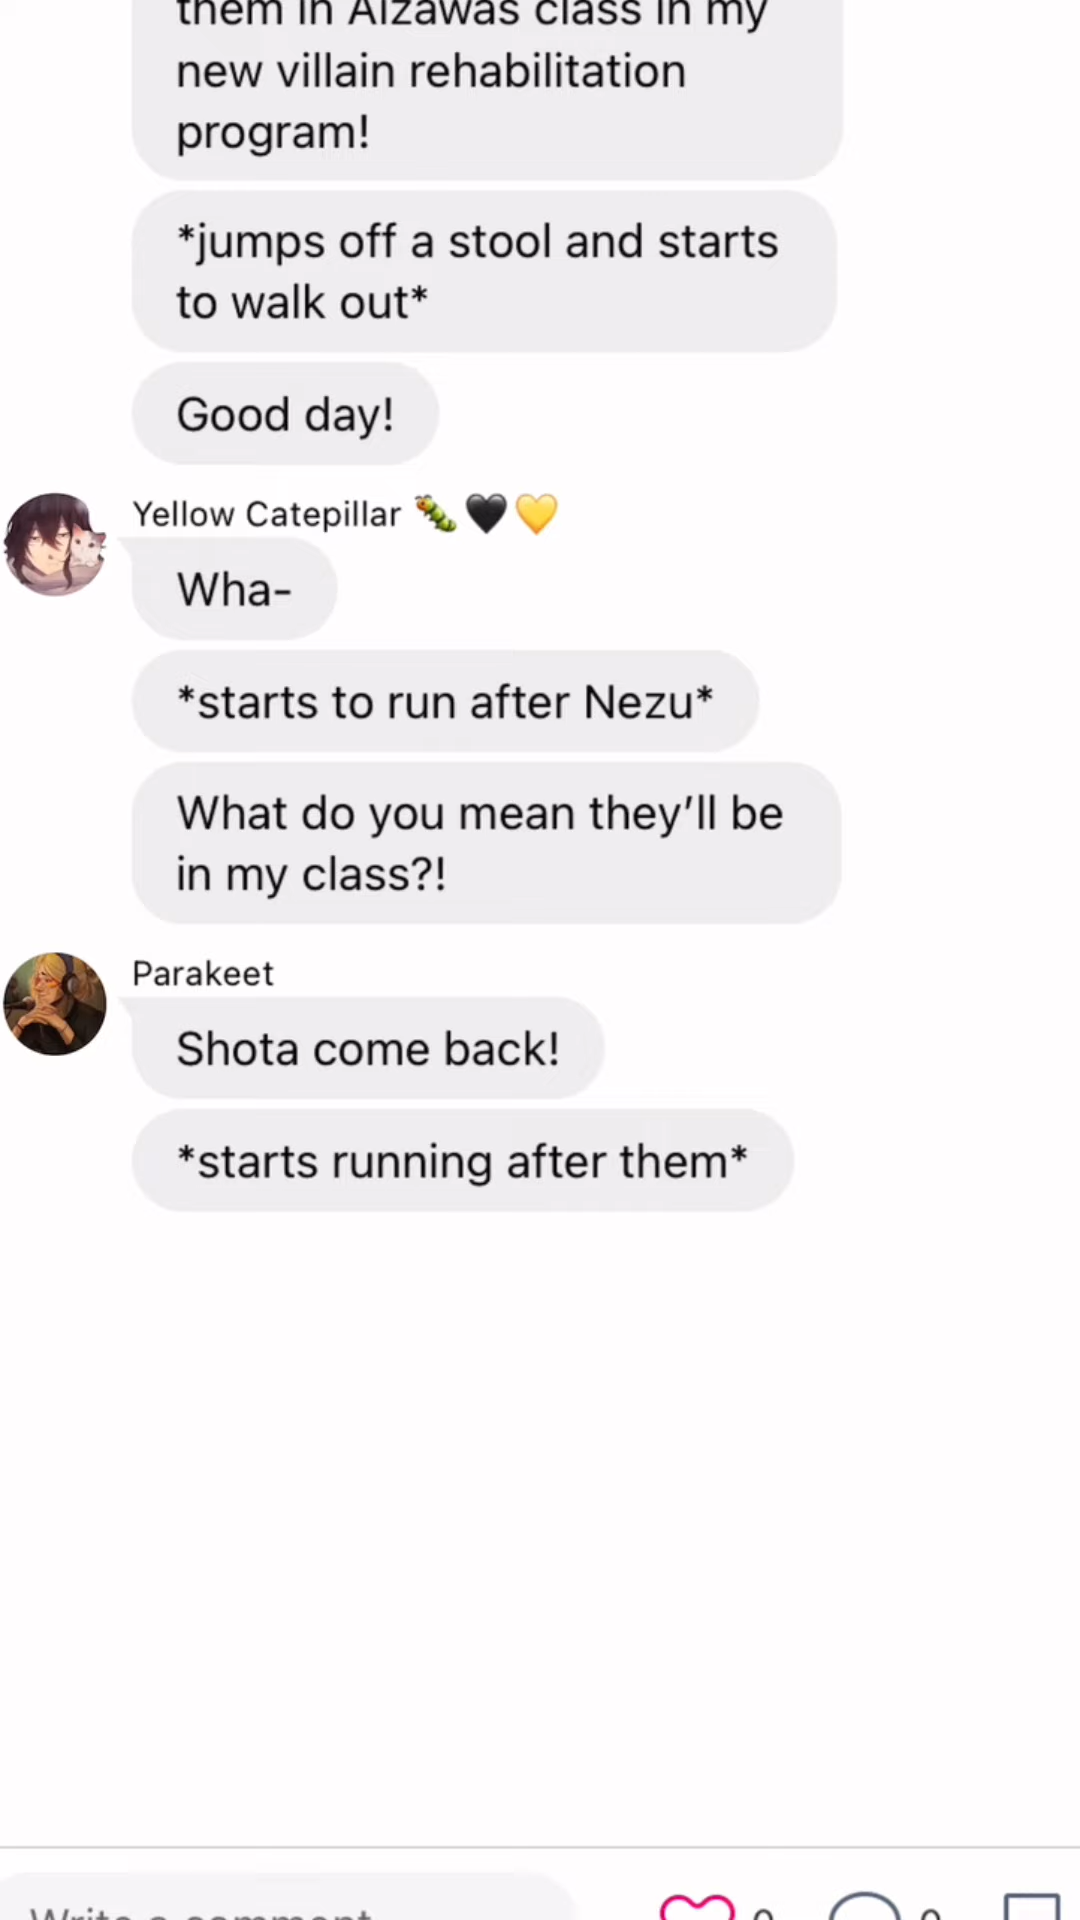 them in Aizawas class in my
new villain rehabilitation
program!
*jumps off a stool and starts
to walk out*
Good day!
Yellow Catepillar 🐛🖤💛
Wha-
*starts to run after Nezu*
What do you mean they’ll be
in my class?!
Parakeet
Shota come back!
*starts running after them*
Write a comment
0
0